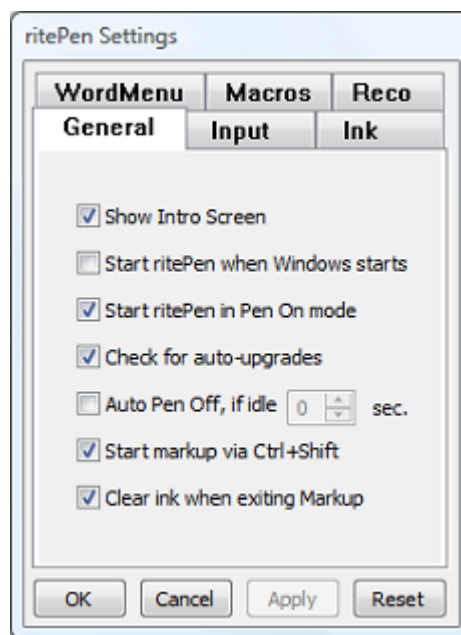 ritePen Settings
WordMenu Macros Reco
General Input Ink
Show Intro Screen
Start ritePen when Windows starts
Start ritePen in Pen On mode
Check for auto-upgrades
Auto Pen Off, if idle 0 sec.
Start markup via Ctrl+Shift
Clear ink when exiting Markup
OK Cancel Apply Reset